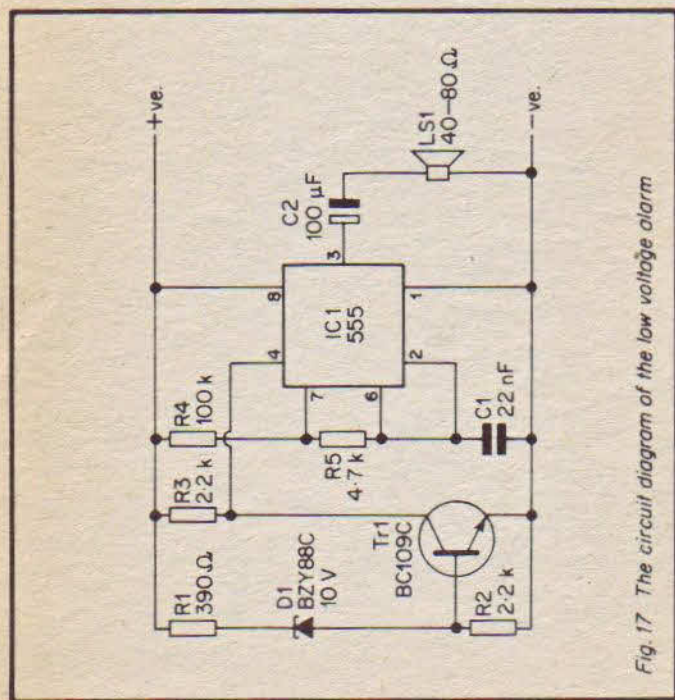 +ve.
R1
390Ω
R3
2·2 k
R4
100 k
D1
BZY88C
10 V
R5
4·7 k
4
8
7
6
IC1
555
3
2
1
C2
100 μF
LS1
40–80 Ω
Tr1
BC109C
C1
22 nF
R2
2·2 k
−ve.
Fig. 17 The circuit diagram of the low voltage alarm